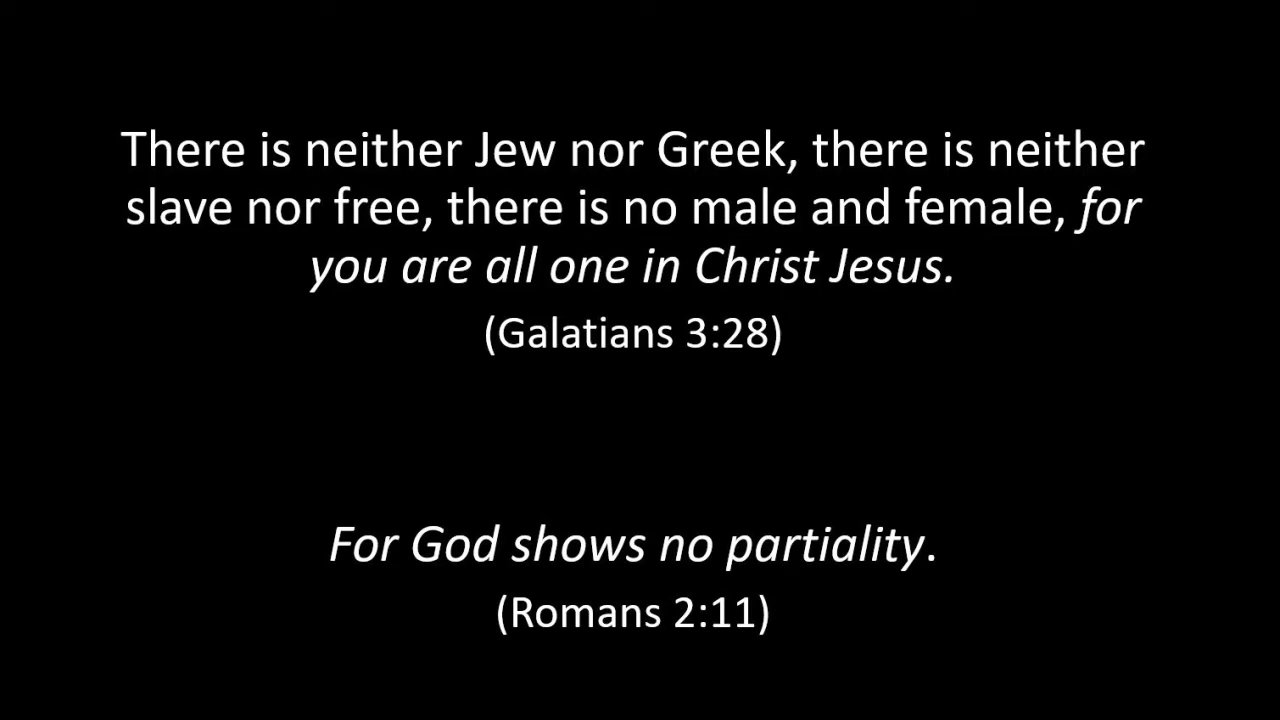 There is neither Jew nor Greek, there is neither
slave nor free, there is no male and female, for
you are all one in Christ Jesus.
(Galatians 3:28)
For God shows no partiality.
(Romans 2:11)